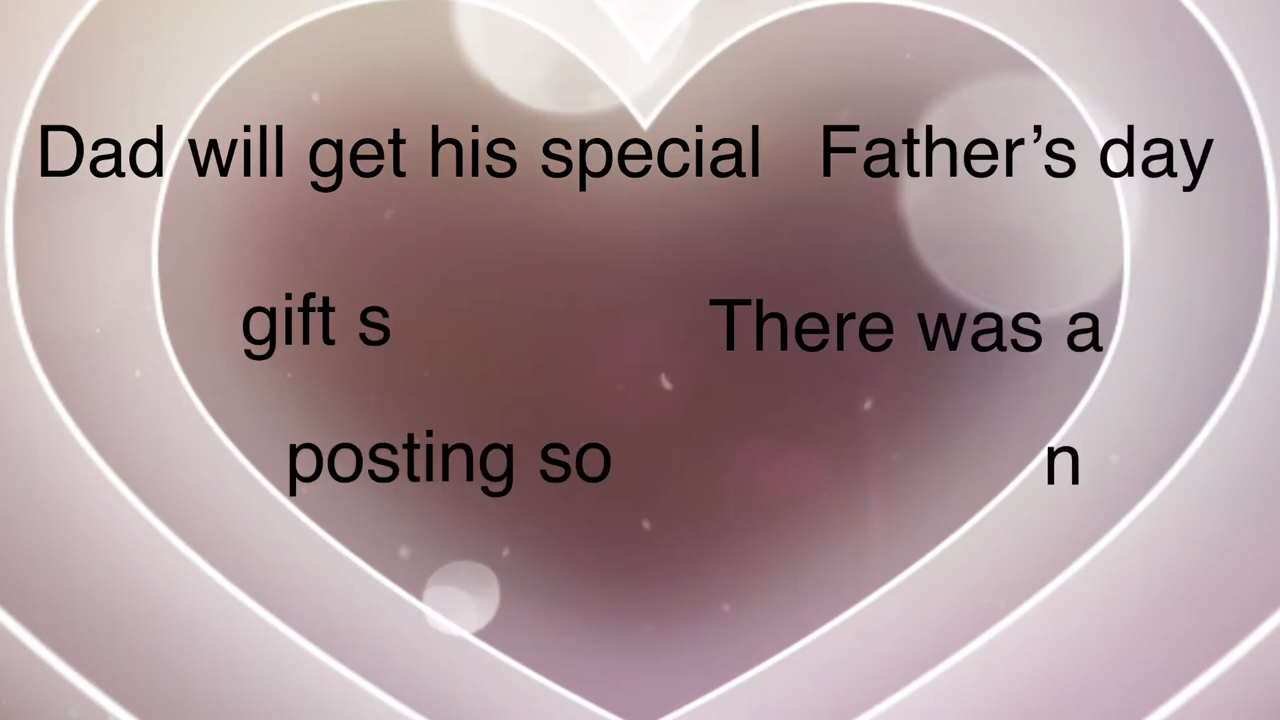 Dad will get his special Father’s day
gift s There was a
posting so n